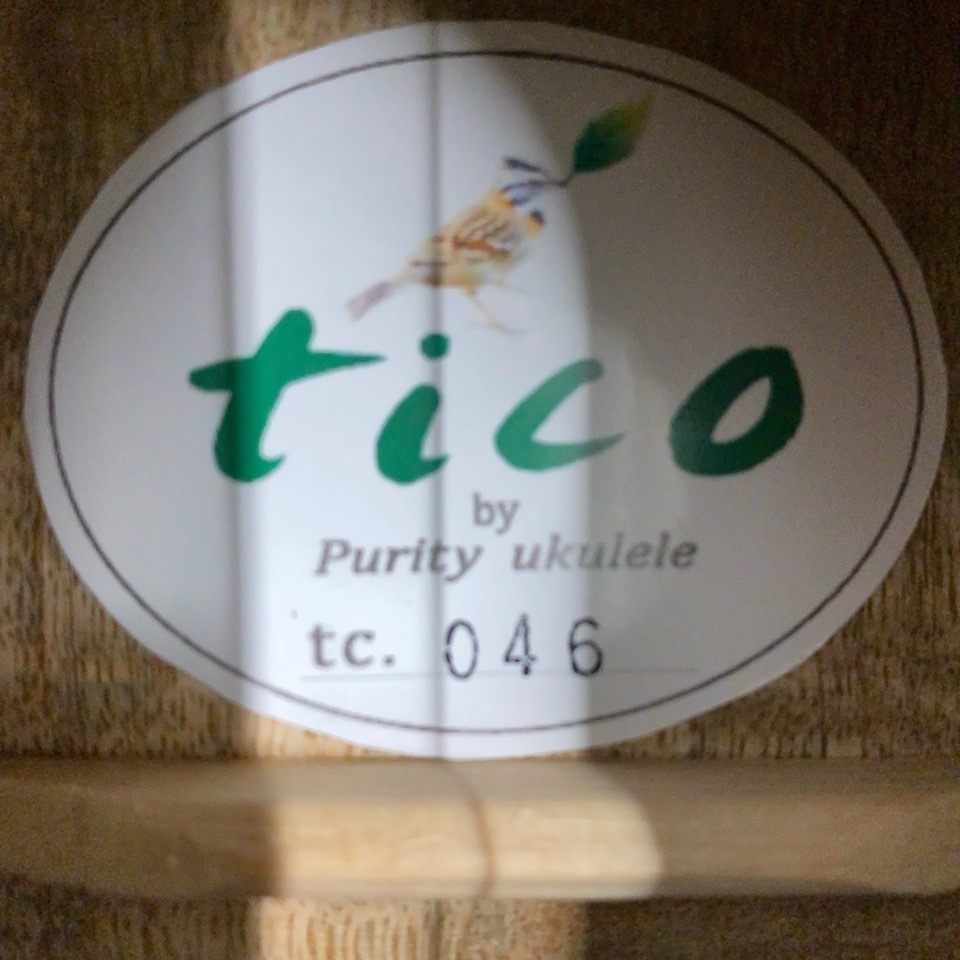 tico
by
Purity ukulele
tc. 046